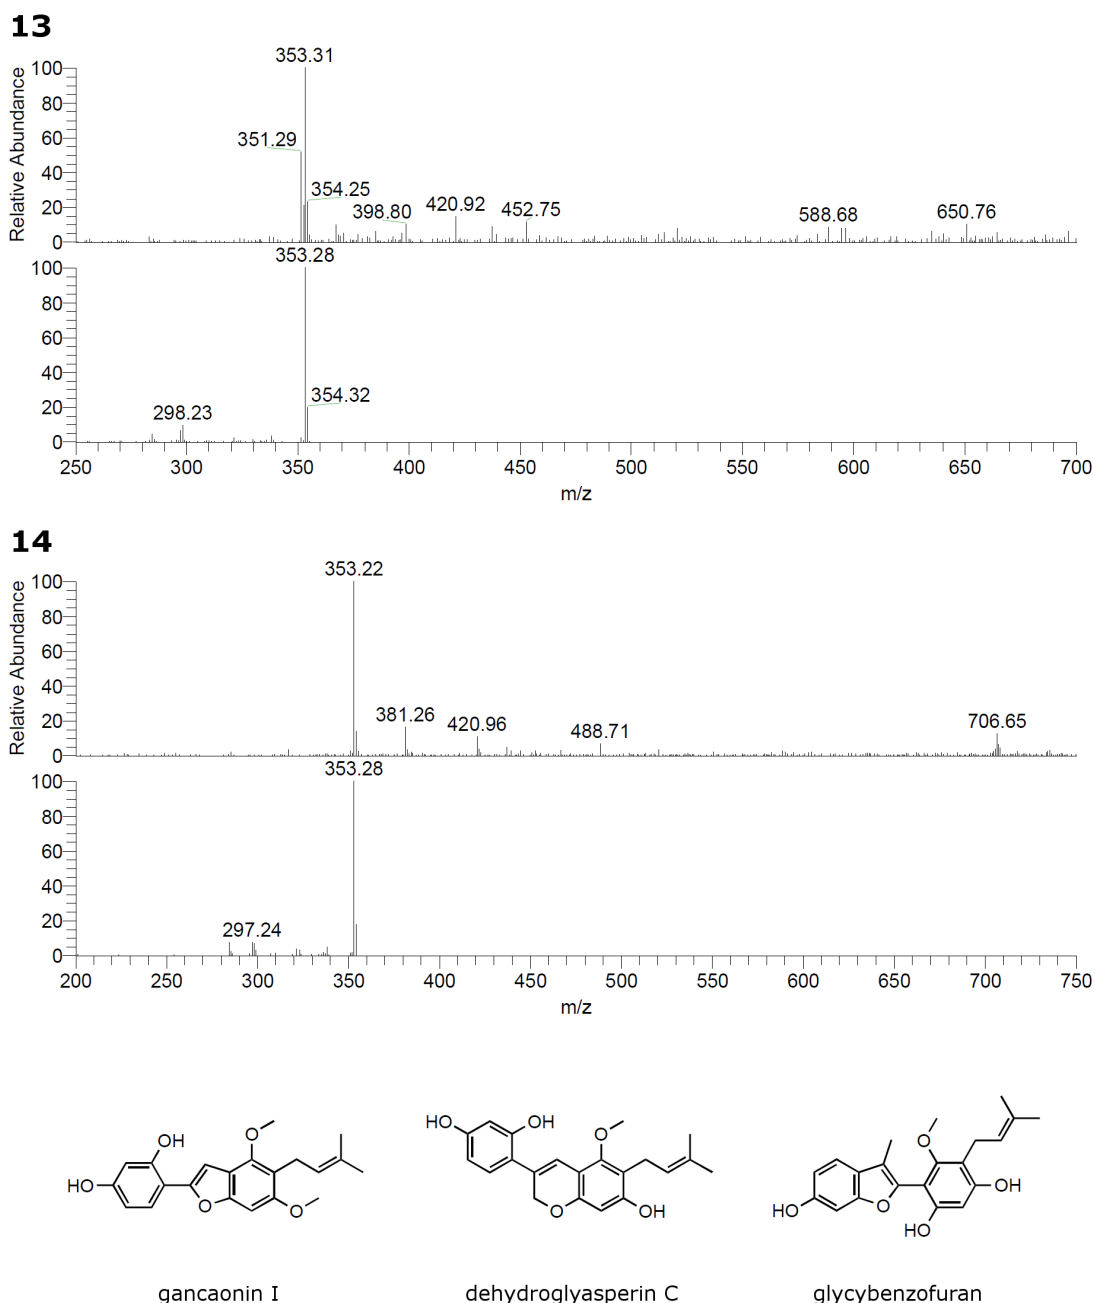 13
353.31
100
80
60
40
20
0
Relative Abundance
351.29
354.25
398.80
420.92
452.75
588.68
650.76
353.28
100
80
60
40
20
0
298.23
354.32
250 300 350 400 450 500 550 600 650 700
m/z
14
353.22
100
80
60
40
20
0
Relative Abundance
381.26
420.96
488.71
706.65
353.28
100
80
60
40
20
0
297.24
200 250 300 350 400 450 500 550 600 650 700 750
m/z
OH
HO
O
O
O
HO
OH
O
O
OH
O
HO
O
OH
HO
gancaonin I dehydroglyasperin C glycybenzofuran